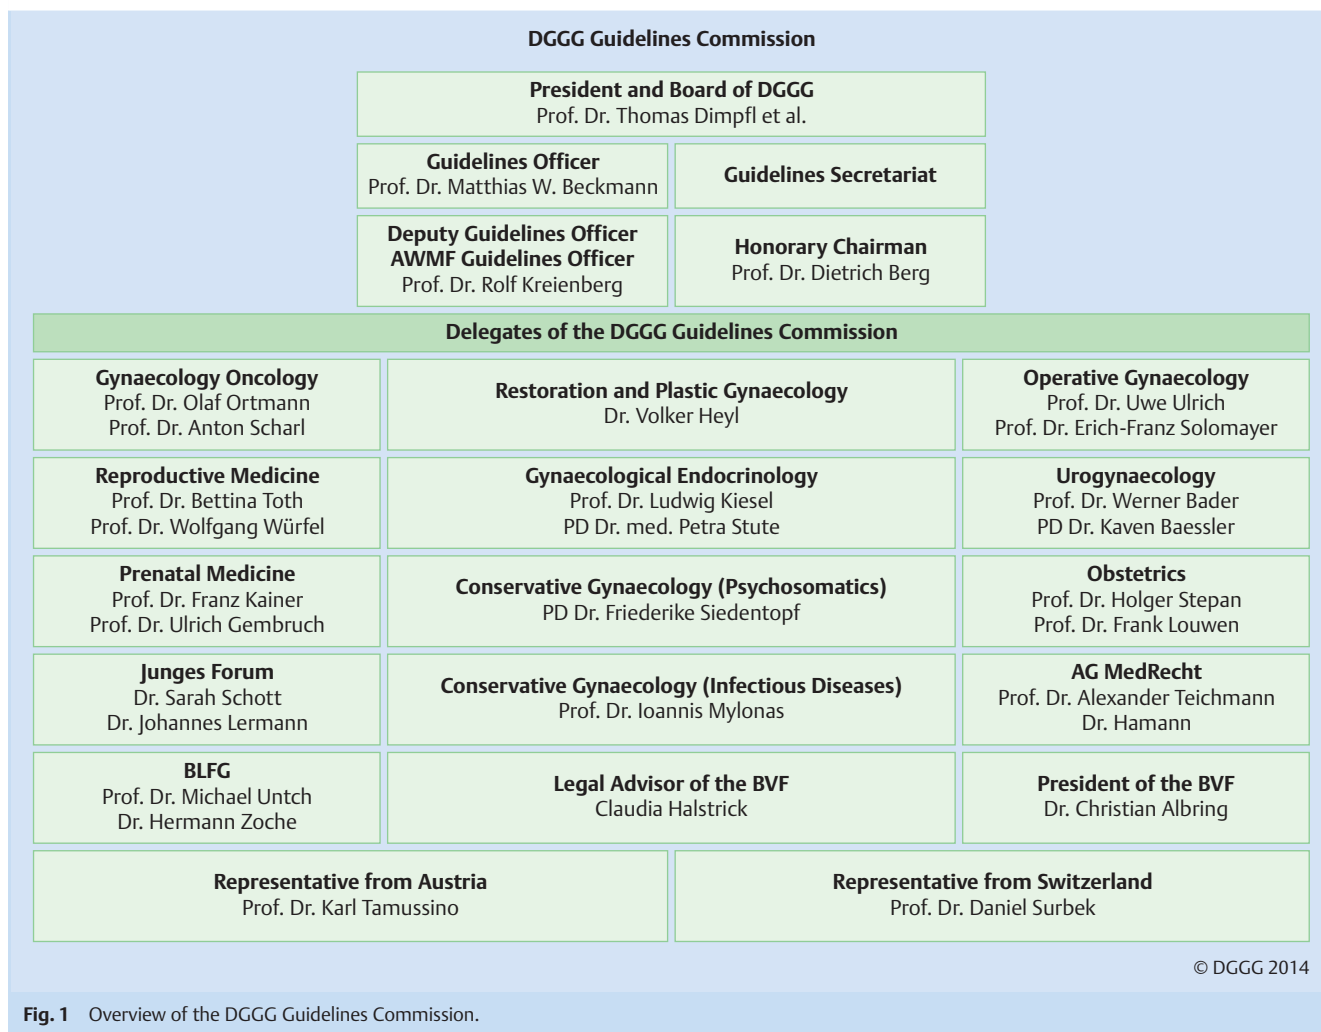 DGGG Guidelines Commission
President and Board of DGGG
Prof. Dr. Thomas Dimpfl et al.
Guidelines Officer
Prof. Dr. Matthias W. Beckmann
Guidelines Secretariat
Deputy Guidelines Officer
AWMF Guidelines Officer
Prof. Dr. Rolf Kreienberg
Honorary Chairman
Prof. Dr. Dietrich Berg
Delegates of the DGGG Guidelines Commission
Gynaecology Oncology
Prof. Dr. Olaf Ortmann
Prof. Dr. Anton Scharl
Restoration and Plastic Gynaecology
Dr. Volker Heyl
Operative Gynaecology
Prof. Dr. Uwe Ulrich
Prof. Dr. Erich-Franz Solomayer
Reproductive Medicine
Prof. Dr. Bettina Toth
Prof. Dr. Wolfgang Würfel
Gynaecological Endocrinology
Prof. Dr. Ludwig Kiesel
PD Dr. med. Petra Stute
Urogynaecology
Prof. Dr. Werner Bader
PD Dr. Kaven Baessler
Prenatal Medicine
Prof. Dr. Franz Kainer
Prof. Dr. Ulrich Gembruch
Conservative Gynaecology (Psychosomatics)
PD Dr. Friederike Siedentopf
Obstetrics
Prof. Dr. Holger Stepan
Prof. Dr. Frank Louwen
Junges Forum
Dr. Sarah Schott
Dr. Johannes Lermann
Conservative Gynaecology (Infectious Diseases)
Prof. Dr. Ioannis Mylonas
AG MedRecht
Prof. Dr. Alexander Teichmann
Dr. Hamann
BLFG
Prof. Dr. Michael Untch
Dr. Hermann Zoche
Legal Advisor of the BVF
Claudia Halstrick
President of the BVF
Dr. Christian Albring
Representative from Austria
Prof. Dr. Karl Tamussino
Representative from Switzerland
Prof. Dr. Daniel Surbek
© DGGG 2014
Fig. 1 Overview of the DGGG Guidelines Commission.